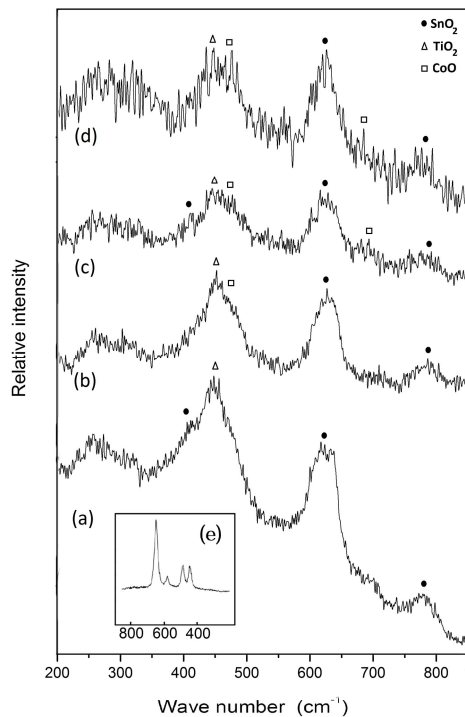 ● SnO₂
△ TiO₂
□ CoO
(d)
(c)
(b)
(a)
(e)
800 600 400
200 300 400 500 600 700 800
Wave number (cm⁻¹)
Relative intensity